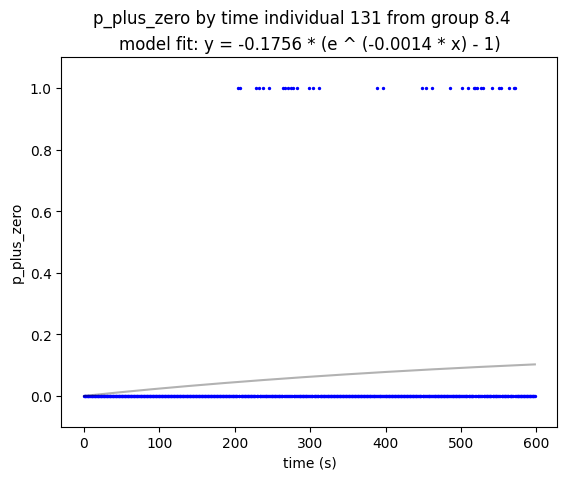 p_plus_zero by time individual 131 from group 8.4
model fit: y = -0.1756 * (e ^ (-0.0014 * x) - 1)
1.0
0.8
0.6
0.4
0.2
0.0
p_plus_zero
0 100 200 300 400 500 600
time (s)